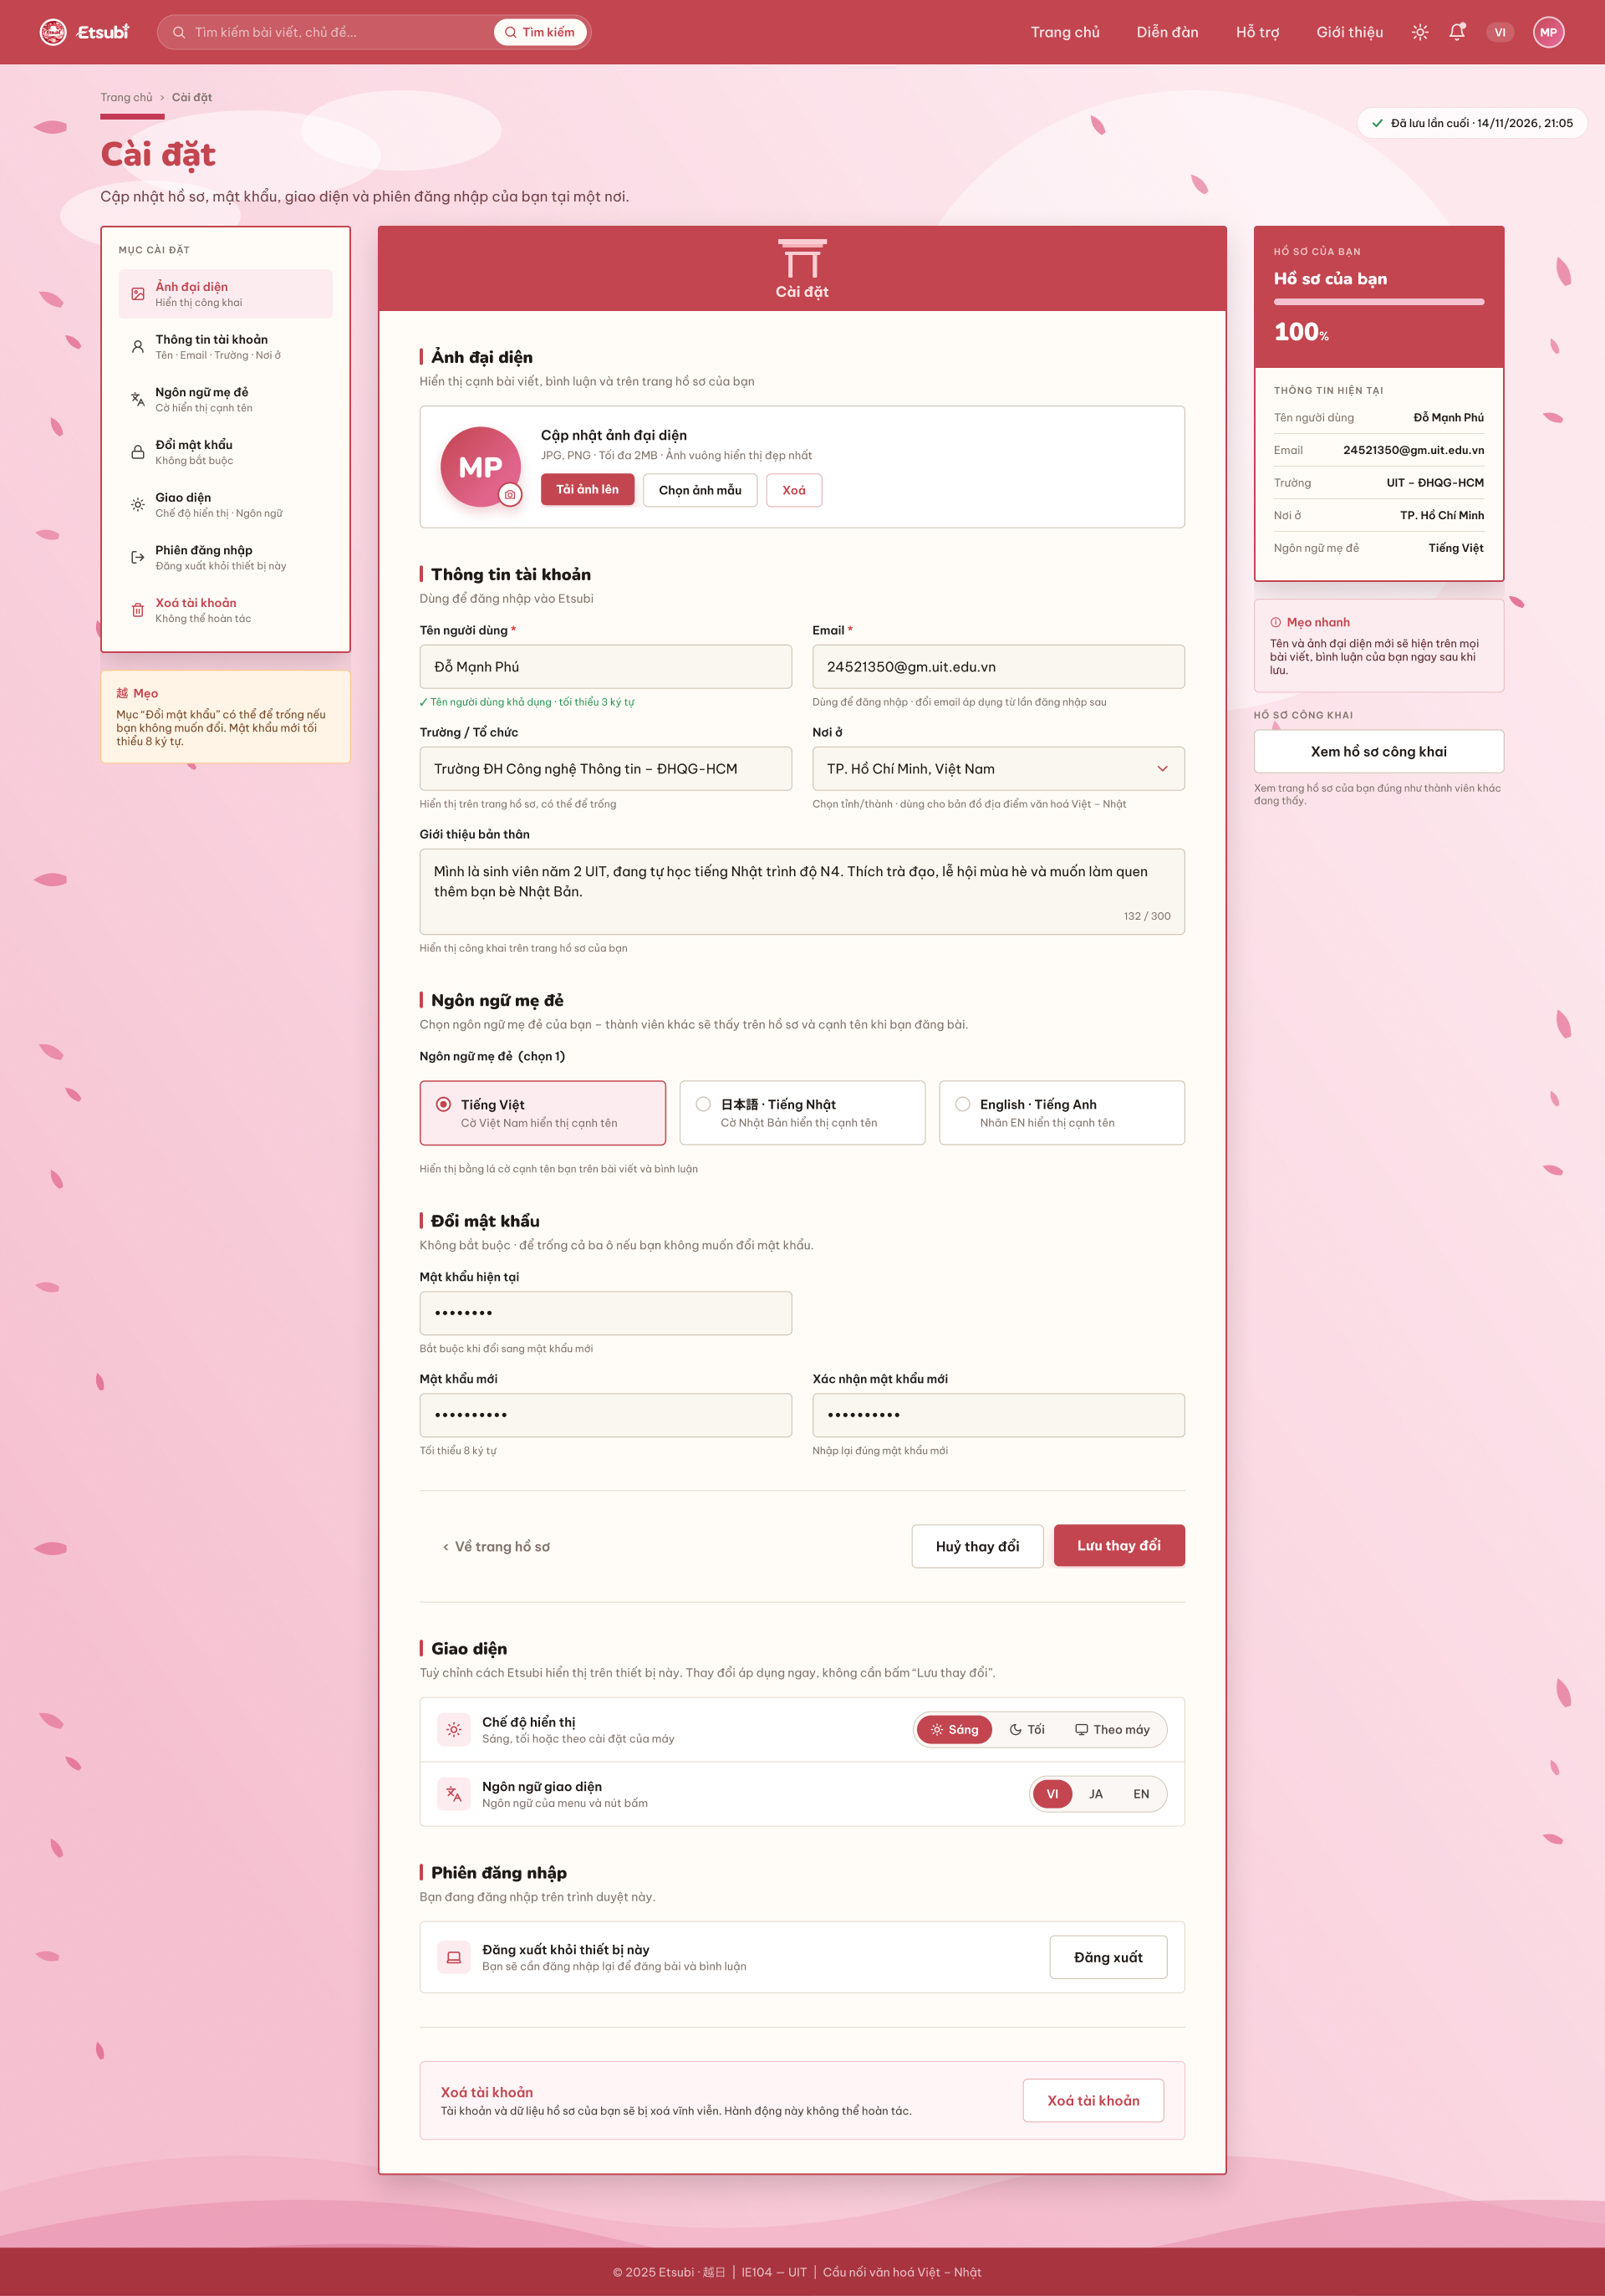 Etsubi
Tìm kiếm bài viết, chủ đề...
Tìm kiếm
Trang chủ
Diễn đàn
Hỗ trợ
Giới thiệu
VI
MP
Trang chủ › Cài đặt
Đã lưu lần cuối · 14/11/2026, 21:05
Cài đặt
Cập nhật hồ sơ, mật khẩu, giao diện và phiên đăng nhập của bạn tại một nơi.
MỤC CÀI ĐẶT
Ảnh đại diện
Hiển thị công khai
Thông tin tài khoản
Tên · Email · Trường · Nơi ở
Ngôn ngữ mẹ đẻ
Cờ hiển thị cạnh tên
Đổi mật khẩu
Không bắt buộc
Giao diện
Chế độ hiển thị · Ngôn ngữ
Phiên đăng nhập
Đăng xuất khỏi thiết bị này
Xoá tài khoản
Không thể hoàn tác
越 Mẹo
Mục “Đổi mật khẩu” có thể để trống nếu
bạn không muốn đổi. Mật khẩu mới tối
thiểu 8 ký tự.
Cài đặt
Ảnh đại diện
Hiển thị cạnh bài viết, bình luận và trên trang hồ sơ của bạn
MP
Cập nhật ảnh đại diện
JPG, PNG · Tối đa 2MB · Ảnh vuông hiển thị đẹp nhất
Tải ảnh lên
Chọn ảnh mẫu
Xoá
Thông tin tài khoản
Dùng để đăng nhập vào Etsubi
Tên người dùng *
Đỗ Mạnh Phú
✓ Tên người dùng khả dụng · tối thiểu 3 ký tự
Email *
24521350@gm.uit.edu.vn
Dùng để đăng nhập · đổi email áp dụng từ lần đăng nhập sau
Trường / Tổ chức
Trường ĐH Công nghệ Thông tin – ĐHQG-HCM
Hiển thị trên trang hồ sơ, có thể để trống
Nơi ở
TP. Hồ Chí Minh, Việt Nam
Chọn tỉnh/thành · dùng cho bản đồ địa điểm văn hoá Việt – Nhật
Giới thiệu bản thân
Mình là sinh viên năm 2 UIT, đang tự học tiếng Nhật trình độ N4. Thích trà đạo, lễ hội mùa hè và muốn làm quen
thêm bạn bè Nhật Bản.
132 / 300
Hiển thị công khai trên trang hồ sơ của bạn
Ngôn ngữ mẹ đẻ
Chọn ngôn ngữ mẹ đẻ của bạn – thành viên khác sẽ thấy trên hồ sơ và cạnh tên khi bạn đăng bài.
Ngôn ngữ mẹ đẻ (chọn 1)
Tiếng Việt
Cờ Việt Nam hiển thị cạnh tên
日本語 · Tiếng Nhật
Cờ Nhật Bản hiển thị cạnh tên
English · Tiếng Anh
Nhãn EN hiển thị cạnh tên
Hiển thị bằng lá cờ cạnh tên bạn trên bài viết và bình luận
Đổi mật khẩu
Không bắt buộc · để trống cả ba ô nếu bạn không muốn đổi mật khẩu.
Mật khẩu hiện tại
••••••••
Bắt buộc khi đổi sang mật khẩu mới
Mật khẩu mới
••••••••••
Tối thiểu 8 ký tự
Xác nhận mật khẩu mới
••••••••••
Nhập lại đúng mật khẩu mới
‹ Về trang hồ sơ
Huỷ thay đổi
Lưu thay đổi
Giao diện
Tuỳ chỉnh cách Etsubi hiển thị trên thiết bị này. Thay đổi áp dụng ngay, không cần bấm “Lưu thay đổi”.
Chế độ hiển thị
Sáng, tối hoặc theo cài đặt của máy
Sáng
Tối
Theo máy
Ngôn ngữ giao diện
Ngôn ngữ của menu và nút bấm
VI
JA
EN
Phiên đăng nhập
Bạn đang đăng nhập trên trình duyệt này.
Đăng xuất khỏi thiết bị này
Bạn sẽ cần đăng nhập lại để đăng bài và bình luận
Đăng xuất
Xoá tài khoản
Tài khoản và dữ liệu hồ sơ của bạn sẽ bị xoá vĩnh viễn. Hành động này không thể hoàn tác.
Xoá tài khoản
HỒ SƠ CỦA BẠN
Hồ sơ của bạn
100%
THÔNG TIN HIỆN TẠI
Tên người dùng Đỗ Mạnh Phú
Email 24521350@gm.uit.edu.vn
Trường UIT – ĐHQG-HCM
Nơi ở TP. Hồ Chí Minh
Ngôn ngữ mẹ đẻ Tiếng Việt
Mẹo nhanh
Tên và ảnh đại diện mới sẽ hiện trên mọi
bài viết, bình luận của bạn ngay sau khi
lưu.
HỒ SƠ CÔNG KHAI
Xem hồ sơ công khai
Xem trang hồ sơ của bạn đúng như thành viên khác
đang thấy.
© 2025 Etsubi · 越日 | IE104 — UIT | Cầu nối văn hoá Việt – Nhật